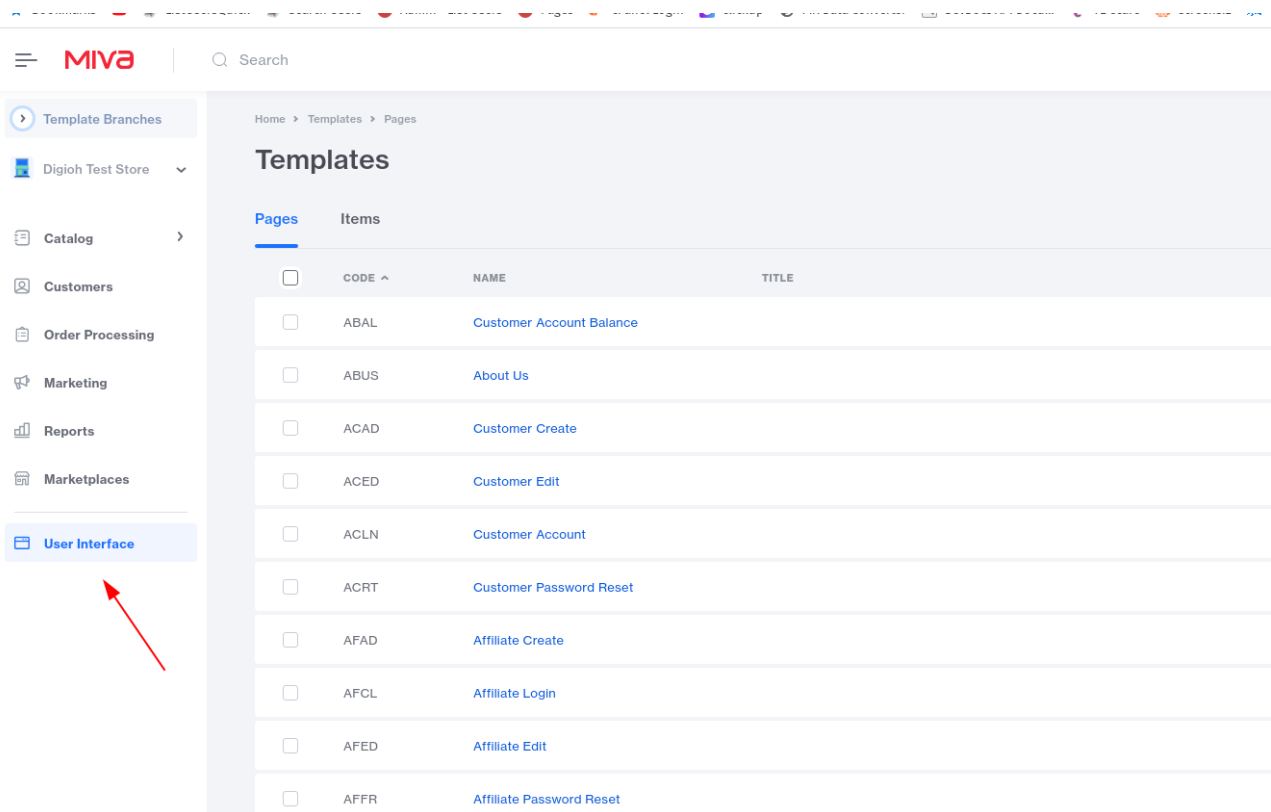 MIVA
Search
Template Branches
Digioh Test Store
Catalog
Customers
Order Processing
Marketing
Reports
Marketplaces
User Interface
Home > Templates > Pages
Templates
Pages Items
CODE NAME TITLE
ABAL Customer Account Balance
ABUS About Us
ACAD Customer Create
ACED Customer Edit
ACLN Customer Account
ACRT Customer Password Reset
AFAD Affiliate Create
AFCL Affiliate Login
AFED Affiliate Edit
AFFR Affiliate Password Reset